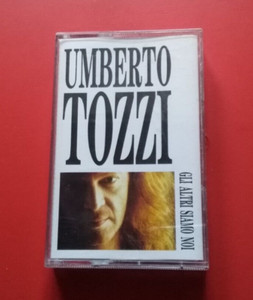 UMBERTO
TOZZI
GLI ALTRI SIAMO NOI